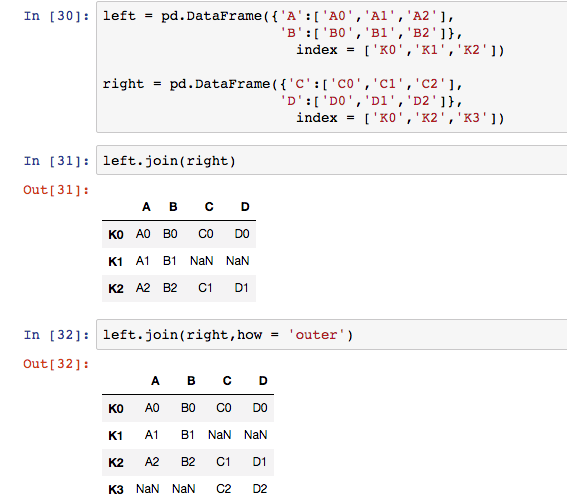 In [30]: left = pd.DataFrame({'A':['A0','A1','A2'],
'B':['B0','B1','B2']},
index = ['K0','K1','K2'])
right = pd.DataFrame({'C':['C0','C1','C2'],
'D':['D0','D1','D2']},
index = ['K0','K2','K3'])
In [31]: left.join(right)
Out[31]:
A B C D
K0 A0 B0 C0 D0
K1 A1 B1 NaN NaN
K2 A2 B2 C1 D1
In [32]: left.join(right,how = 'outer')
Out[32]:
A B C D
K0 A0 B0 C0 D0
K1 A1 B1 NaN NaN
K2 A2 B2 C1 D1
K3 NaN NaN C2 D2